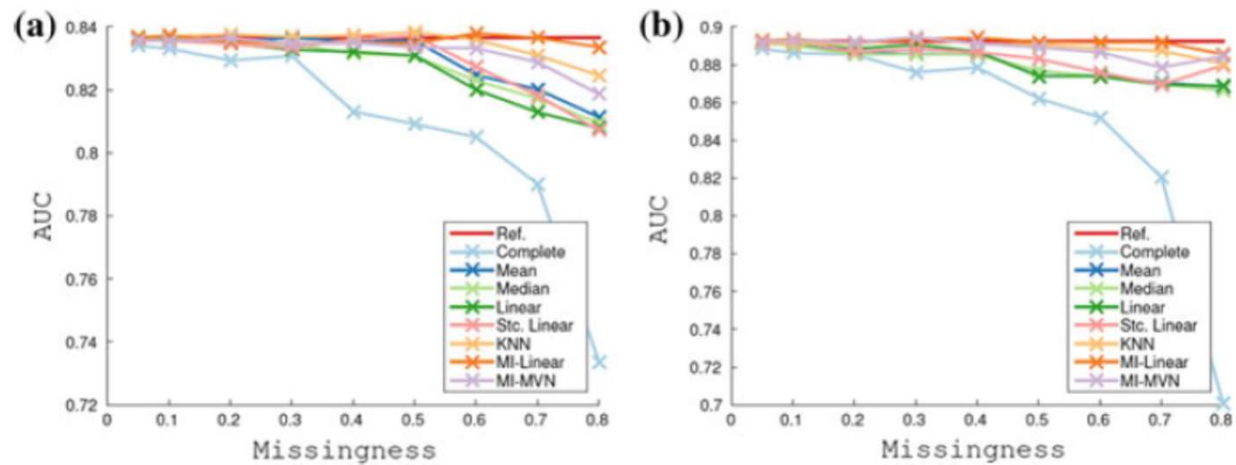 (a)
0.84
0.82
0.8
0.78
0.76
0.74
0.72
AUC
0 0.1 0.2 0.3 0.4 0.5 0.6 0.7 0.8
Missingness
Ref.
Complete
Mean
Median
Linear
Stc. Linear
KNN
MI-Linear
MI-MVN
(b)
0.9
0.88
0.86
0.84
0.82
0.8
0.78
0.76
0.74
0.72
0.7
AUC
0 0.1 0.2 0.3 0.4 0.5 0.6 0.7 0.8
Missingness
Ref.
Complete
Mean
Median
Linear
Stc. Linear
KNN
MI-Linear
MI-MVN